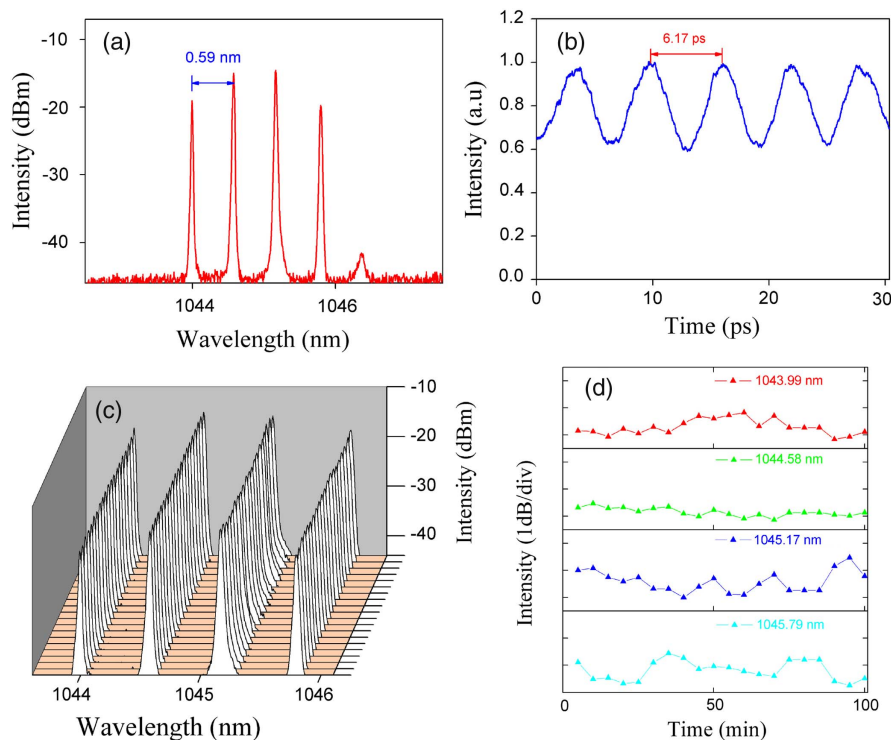 (a)
0.59 nm
-10
-20
-30
-40
Intensity (dBm)
1044
1046
Wavelength (nm)
(b)
6.17 ps
1.2
1.0
0.8
0.6
0.4
0.2
0.0
Intensity (a.u)
0
10
20
30
Time (ps)
(c)
-10
-20
-30
-40
Intensity (dBm)
1044
1045
1046
Wavelength (nm)
(d)
1043.99 nm
1044.58 nm
1045.17 nm
1045.79 nm
Intensity (1dB/div)
0
50
100
Time (min)